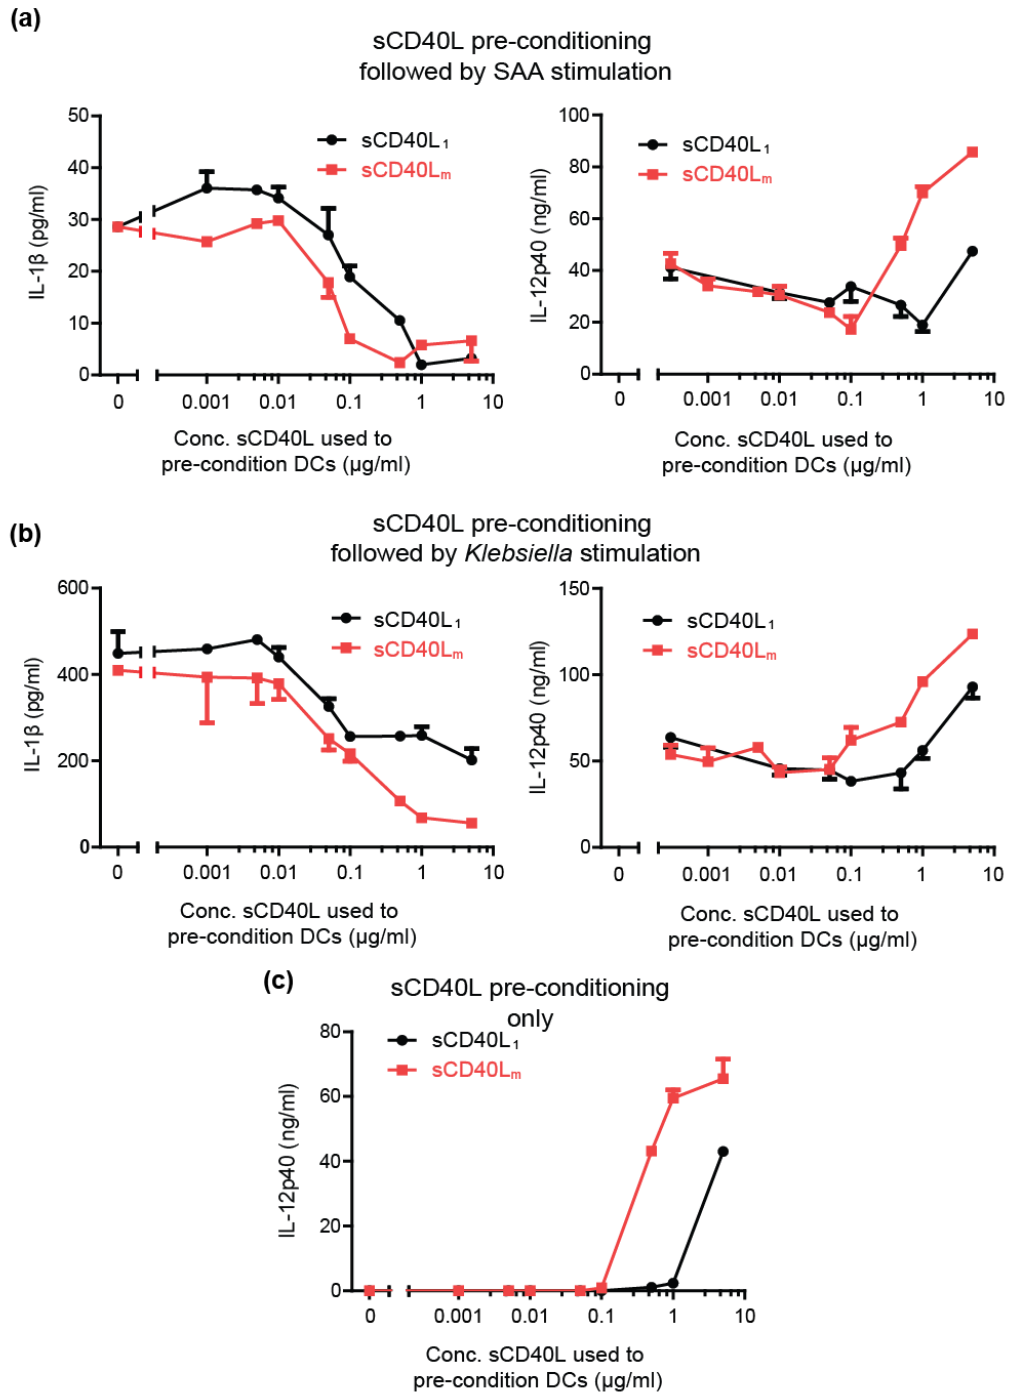 (a)
sCD40L pre-conditioning
followed by SAA stimulation
50
40
30
20
10
0
IL-1β (pg/ml)
sCD40L₁
sCD40Lₘ
0 0.001 0.01 0.1 1 10
Conc. sCD40L used to
pre-condition DCs (µg/ml)
100
80
60
40
20
0
IL-12p40 (ng/ml)
sCD40L₁
sCD40Lₘ
0 0.001 0.01 0.1 1 10
Conc. sCD40L used to
pre-condition DCs (µg/ml)
(b)
sCD40L pre-conditioning
followed by Klebsiella stimulation
600
400
200
0
IL-1β (pg/ml)
sCD40L₁
sCD40Lₘ
0 0.001 0.01 0.1 1 10
Conc. sCD40L used to
pre-condition DCs (µg/ml)
150
100
50
0
IL-12p40 (ng/ml)
sCD40L₁
sCD40Lₘ
0 0.001 0.01 0.1 1 10
Conc. sCD40L used to
pre-condition DCs (µg/ml)
(c)
sCD40L pre-conditioning
only
80
60
40
20
0
IL-12p40 (ng/ml)
sCD40L₁
sCD40Lₘ
0 0.001 0.01 0.1 1 10
Conc. sCD40L used to
pre-condition DCs (µg/ml)